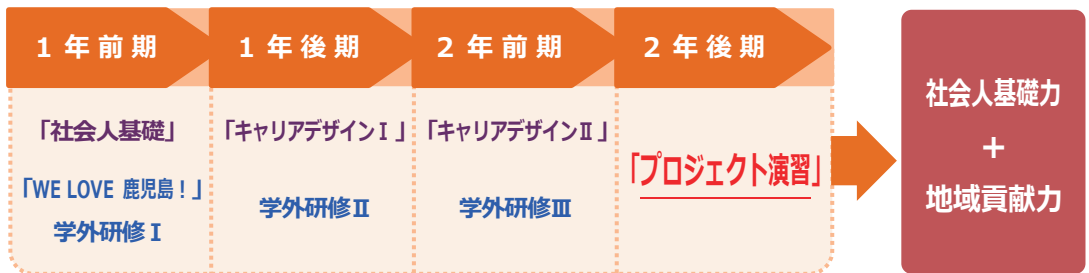 1年前期
1年後期
2年前期
2年後期
「社会人基礎」
「WE LOVE 鹿児島！」
学外研修Ⅰ
「キャリアデザインⅠ」
学外研修Ⅱ
「キャリアデザインⅡ」
学外研修Ⅲ
「プロジェクト演習」
社会人基礎力
＋
地域貢献力